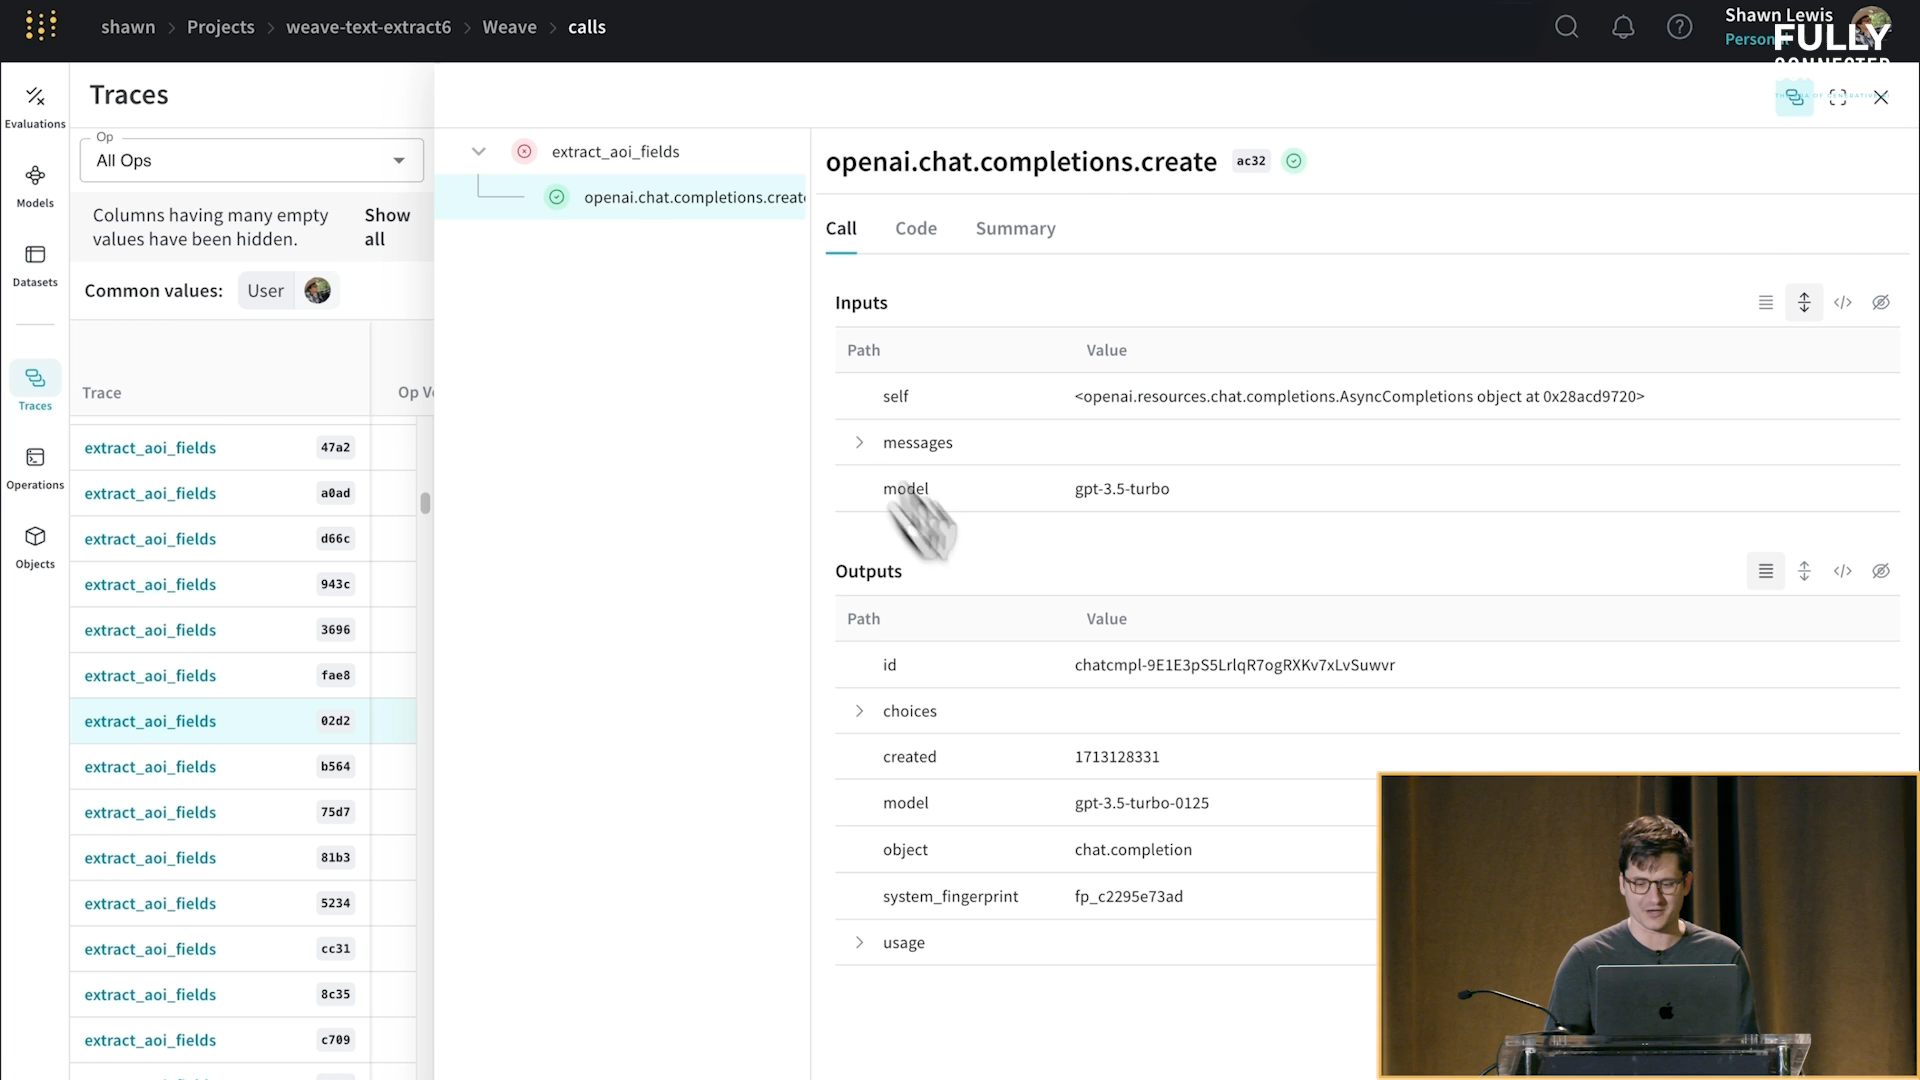 shawn > Projects > weave-text-extract6 > Weave > calls
Shawn Lewis
Personal
FULLY
CONNECTED
Evaluations
Models
Datasets
Traces
Operations
Objects
Traces
Op
All Ops
Columns having many empty
values have been hidden.
Show
all
Common values: User
Trace Op Ve
extract_aoi_fields 47a2
extract_aoi_fields a0ad
extract_aoi_fields d66c
extract_aoi_fields 943c
extract_aoi_fields 3696
extract_aoi_fields fae8
extract_aoi_fields 02d2
extract_aoi_fields b564
extract_aoi_fields 75d7
extract_aoi_fields 81b3
extract_aoi_fields 5234
extract_aoi_fields cc31
extract_aoi_fields 8c35
extract_aoi_fields c709
extract_aoi_fields
openai.chat.completions.create
openai.chat.completions.create ac32
Call Code Summary
Inputs
Path Value
self <openai.resources.chat.completions.AsyncCompletions object at 0x28acd9720>
messages
model gpt-3.5-turbo
Outputs
Path Value
id chatcmpl-9E1E3pS5LrlqR7ogRXKv7xLvSuwvr
choices
created 1713128331
model gpt-3.5-turbo-0125
object chat.completion
system_fingerprint fp_c2295e73ad
usage